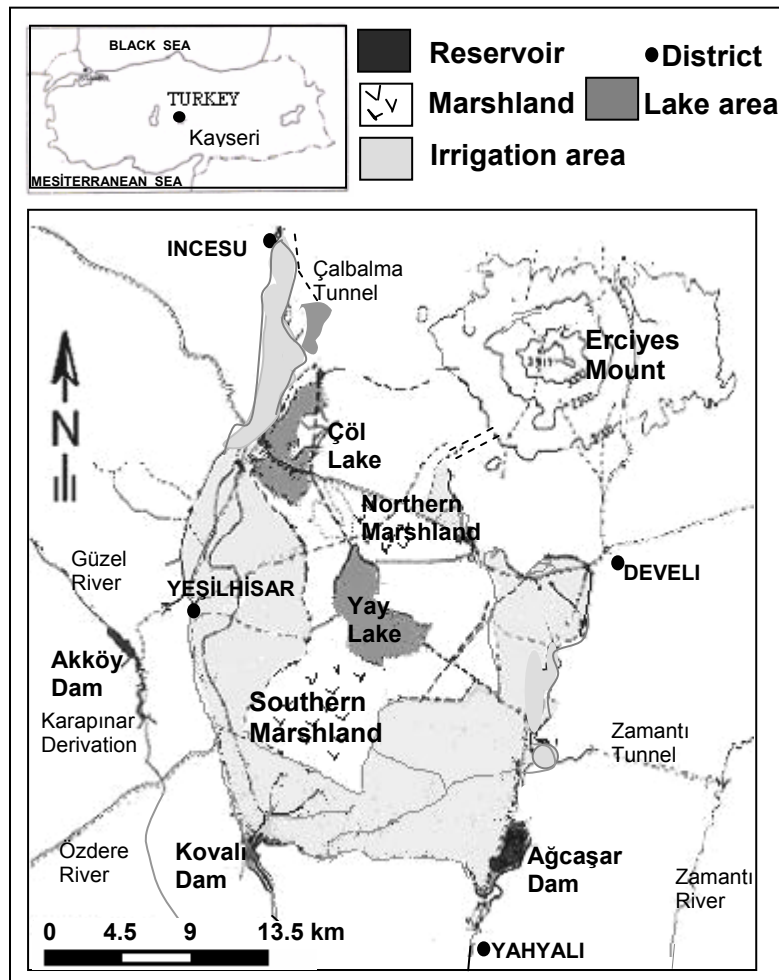 BLACK SEA
TURKEY
Kayseri
MESİTERRANEAN SEA
Reservoir
District
Marshland
Lake area
Irrigation area
INCESU
Çalbalma
Tunnel
Erciyes
Mount
N
Çöl
Lake
Northern
Marshland
Güzel
River
YEŞİLHİSAR
DEVELI
Yay
Lake
Akköy
Dam
Southern
Marshland
Karapınar
Derivation
Zamantı
Tunnel
Özdere
River
Kovalı
Dam
Ağcaşar
Dam
Zamantı
River
0 4.5 9 13.5 km
YAHYALI